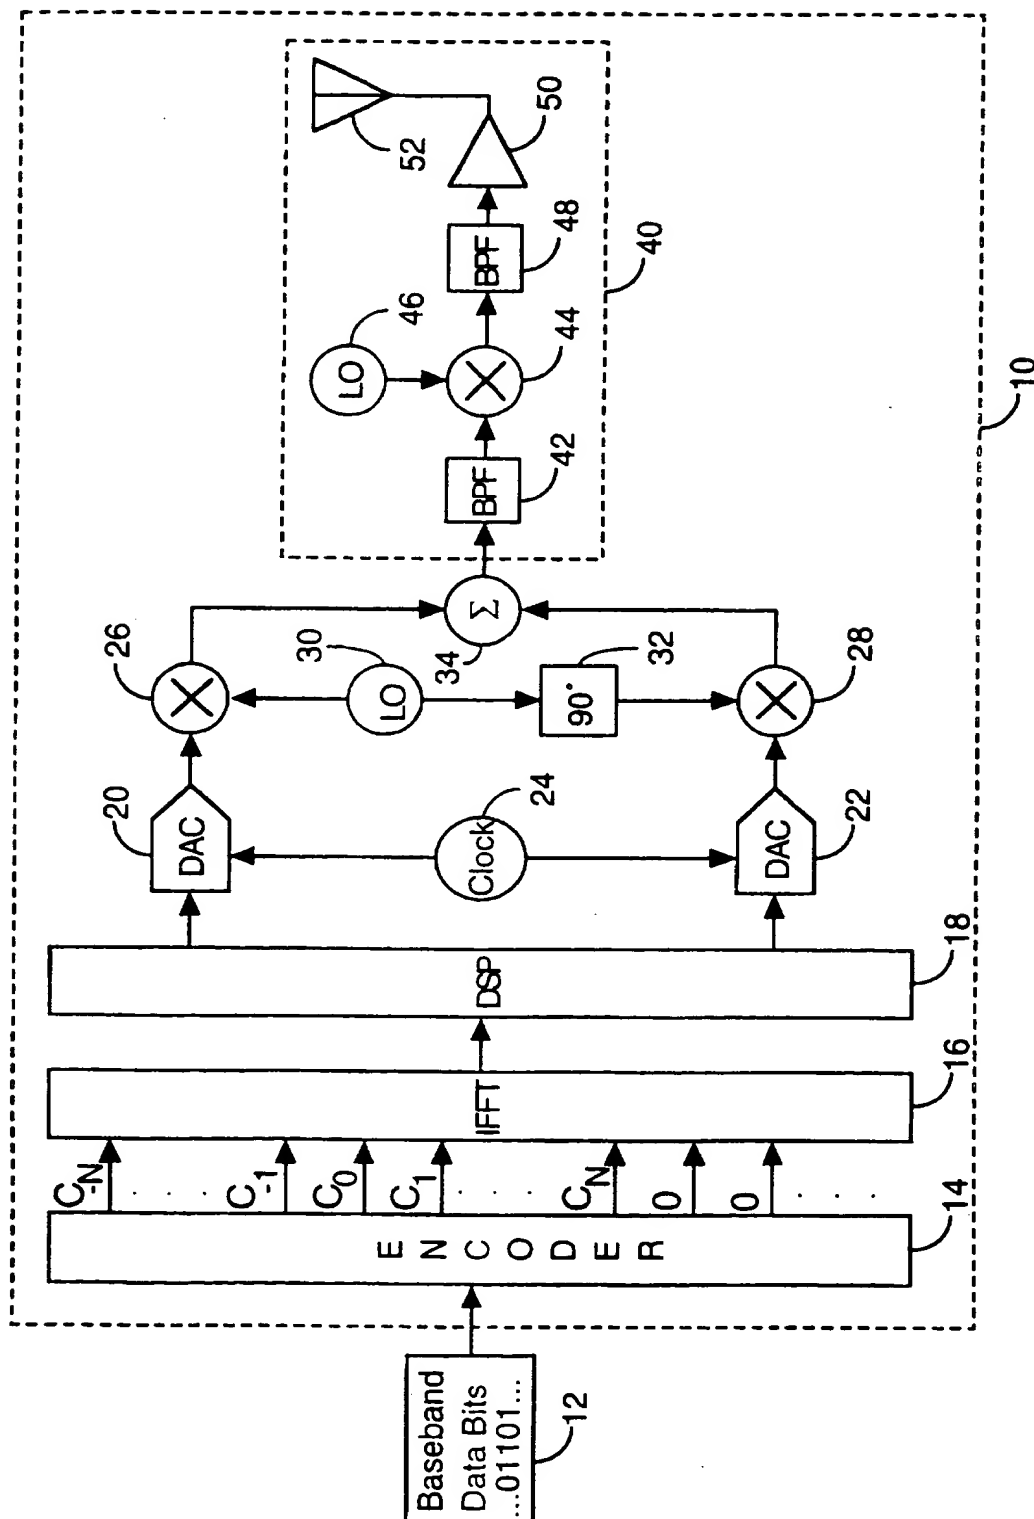 Baseband
Data Bits
...01101...
12
ENCODER
14
C-N
C-1
C0
C1
CN
0
0
IFFT
16
DSP
18
DAC
20
Clock
24
DAC
22
26
LO
30
90°
32
28
Σ
34
BPF
42
LO
46
44
BPF
48
50
52
40
10